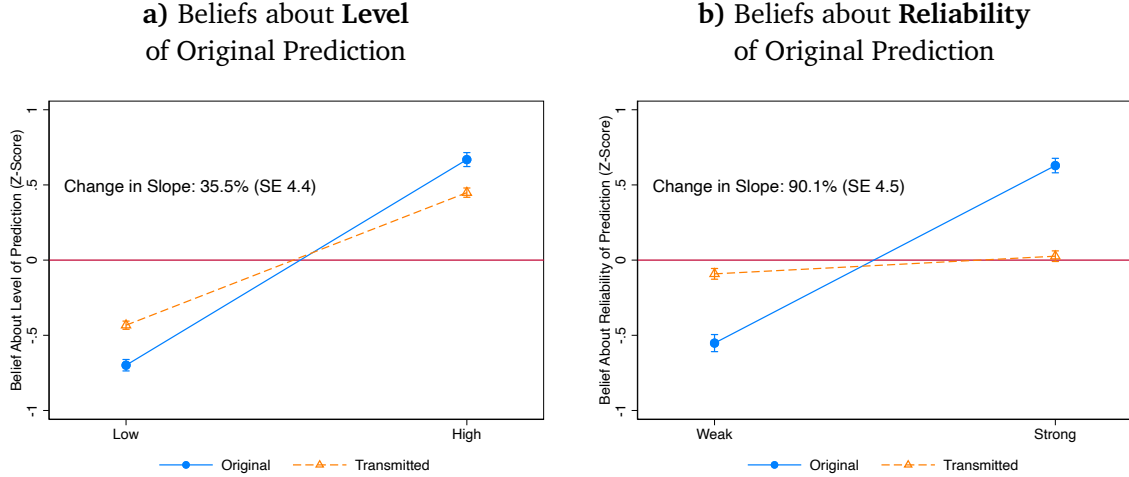 a) Beliefs about Level
of Original Prediction
Belief About Level of Prediction (Z-Score)
1
.5
0
-.5
-1
Change in Slope: 35.5% (SE 4.4)
Low
High
Original
Transmitted
b) Beliefs about Reliability
of Original Prediction
Belief About Reliability of Prediction (Z-Score)
1
.5
0
-.5
-1
Change in Slope: 90.1% (SE 4.5)
Weak
Strong
Original
Transmitted